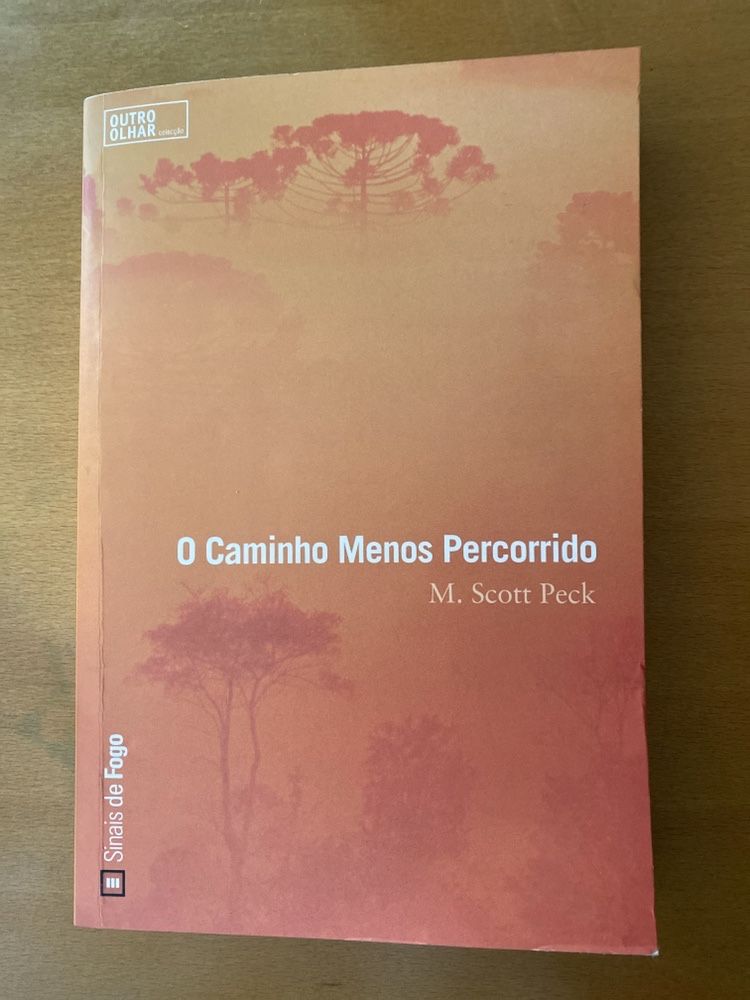 OUTRO
OLHAR colecção
O Caminho Menos Percorrido
M. Scott Peck
Sinais de Fogo